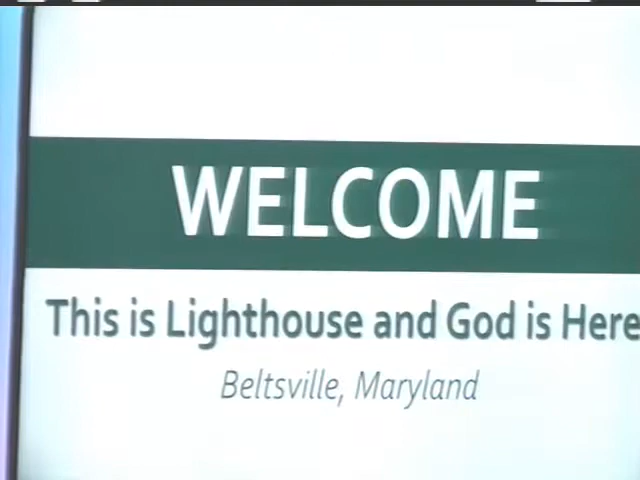 WELCOME
This is Lighthouse and God is Here
Beltsville, Maryland